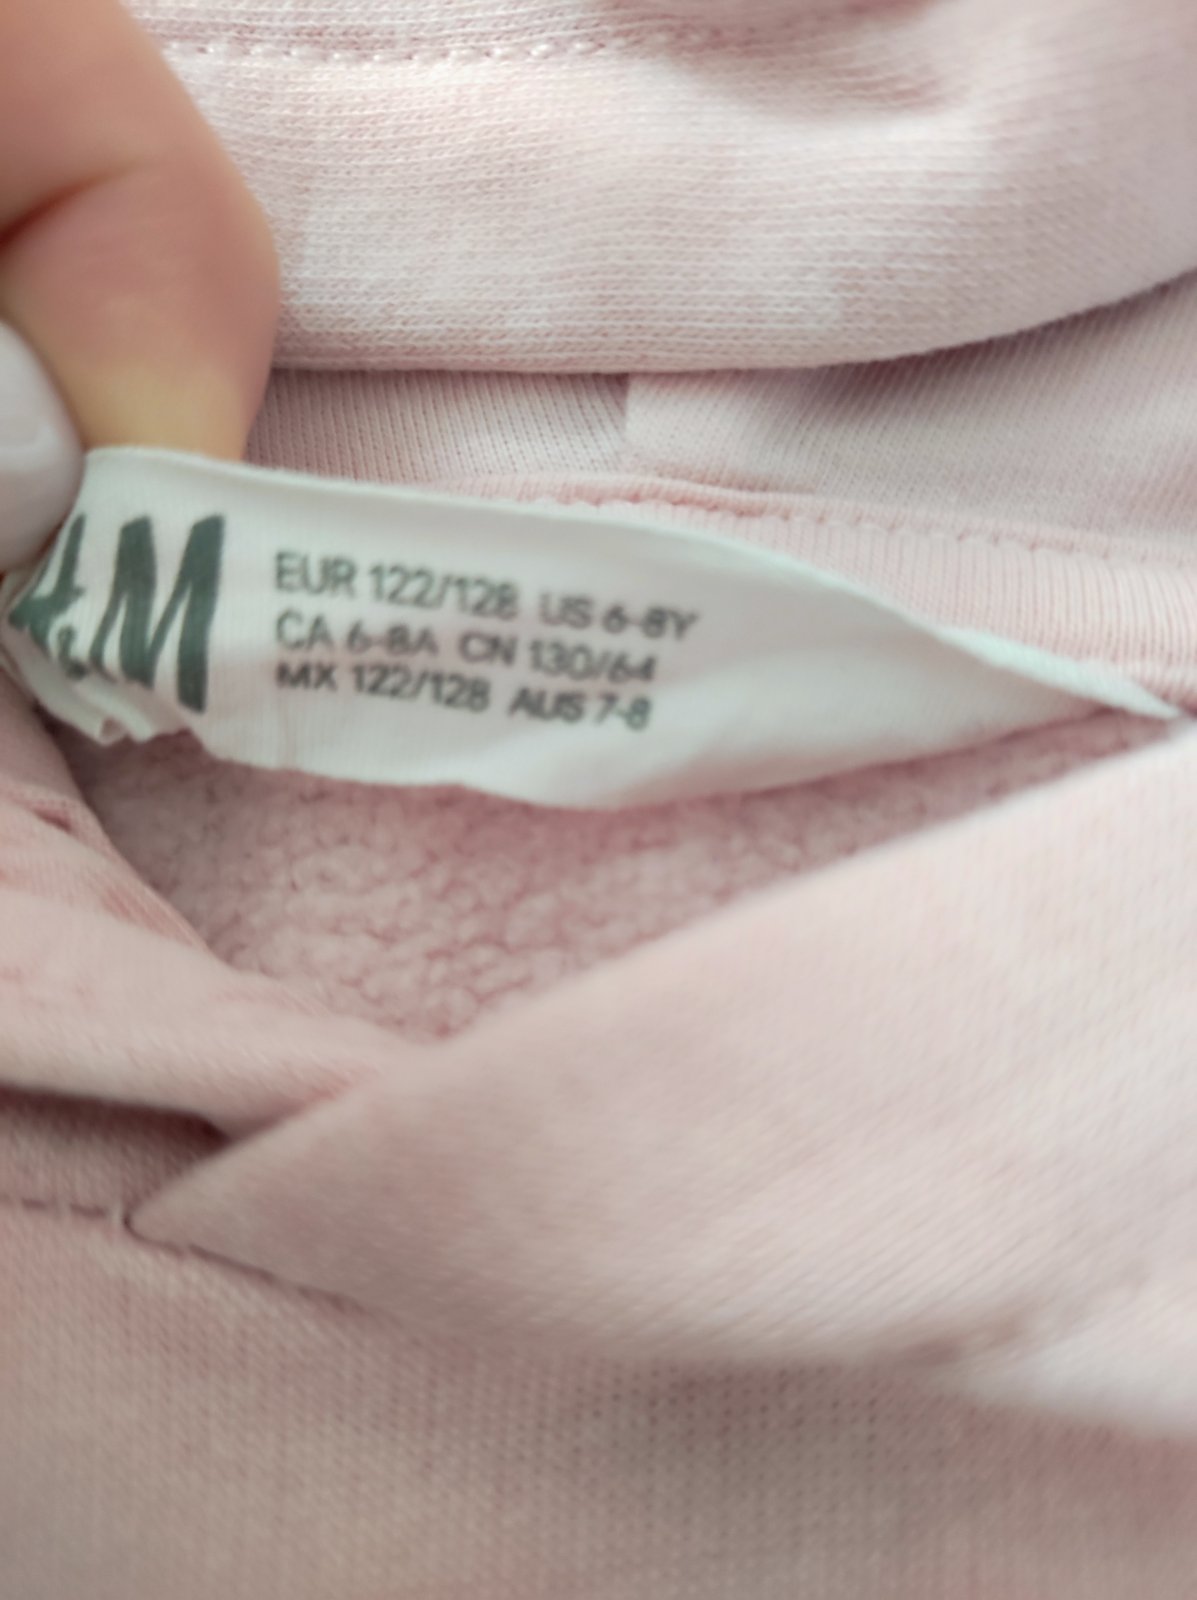 H&M
EUR 122/128 US 6-8Y
CA 6-8A CN 130/64
MX 122/128 AUS 7-8